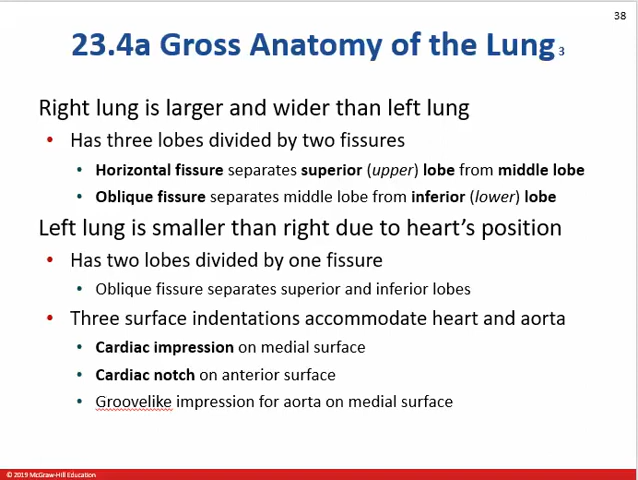 38
23.4a Gross Anatomy of the Lung 3
Right lung is larger and wider than left lung
• Has three lobes divided by two fissures
• Horizontal fissure separates superior (upper) lobe from middle lobe
• Oblique fissure separates middle lobe from inferior (lower) lobe
Left lung is smaller than right due to heart's position
• Has two lobes divided by one fissure
• Oblique fissure separates superior and inferior lobes
• Three surface indentations accommodate heart and aorta
• Cardiac impression on medial surface
• Cardiac notch on anterior surface
• Groovelike impression for aorta on medial surface
© 2019 McGraw-Hill Education